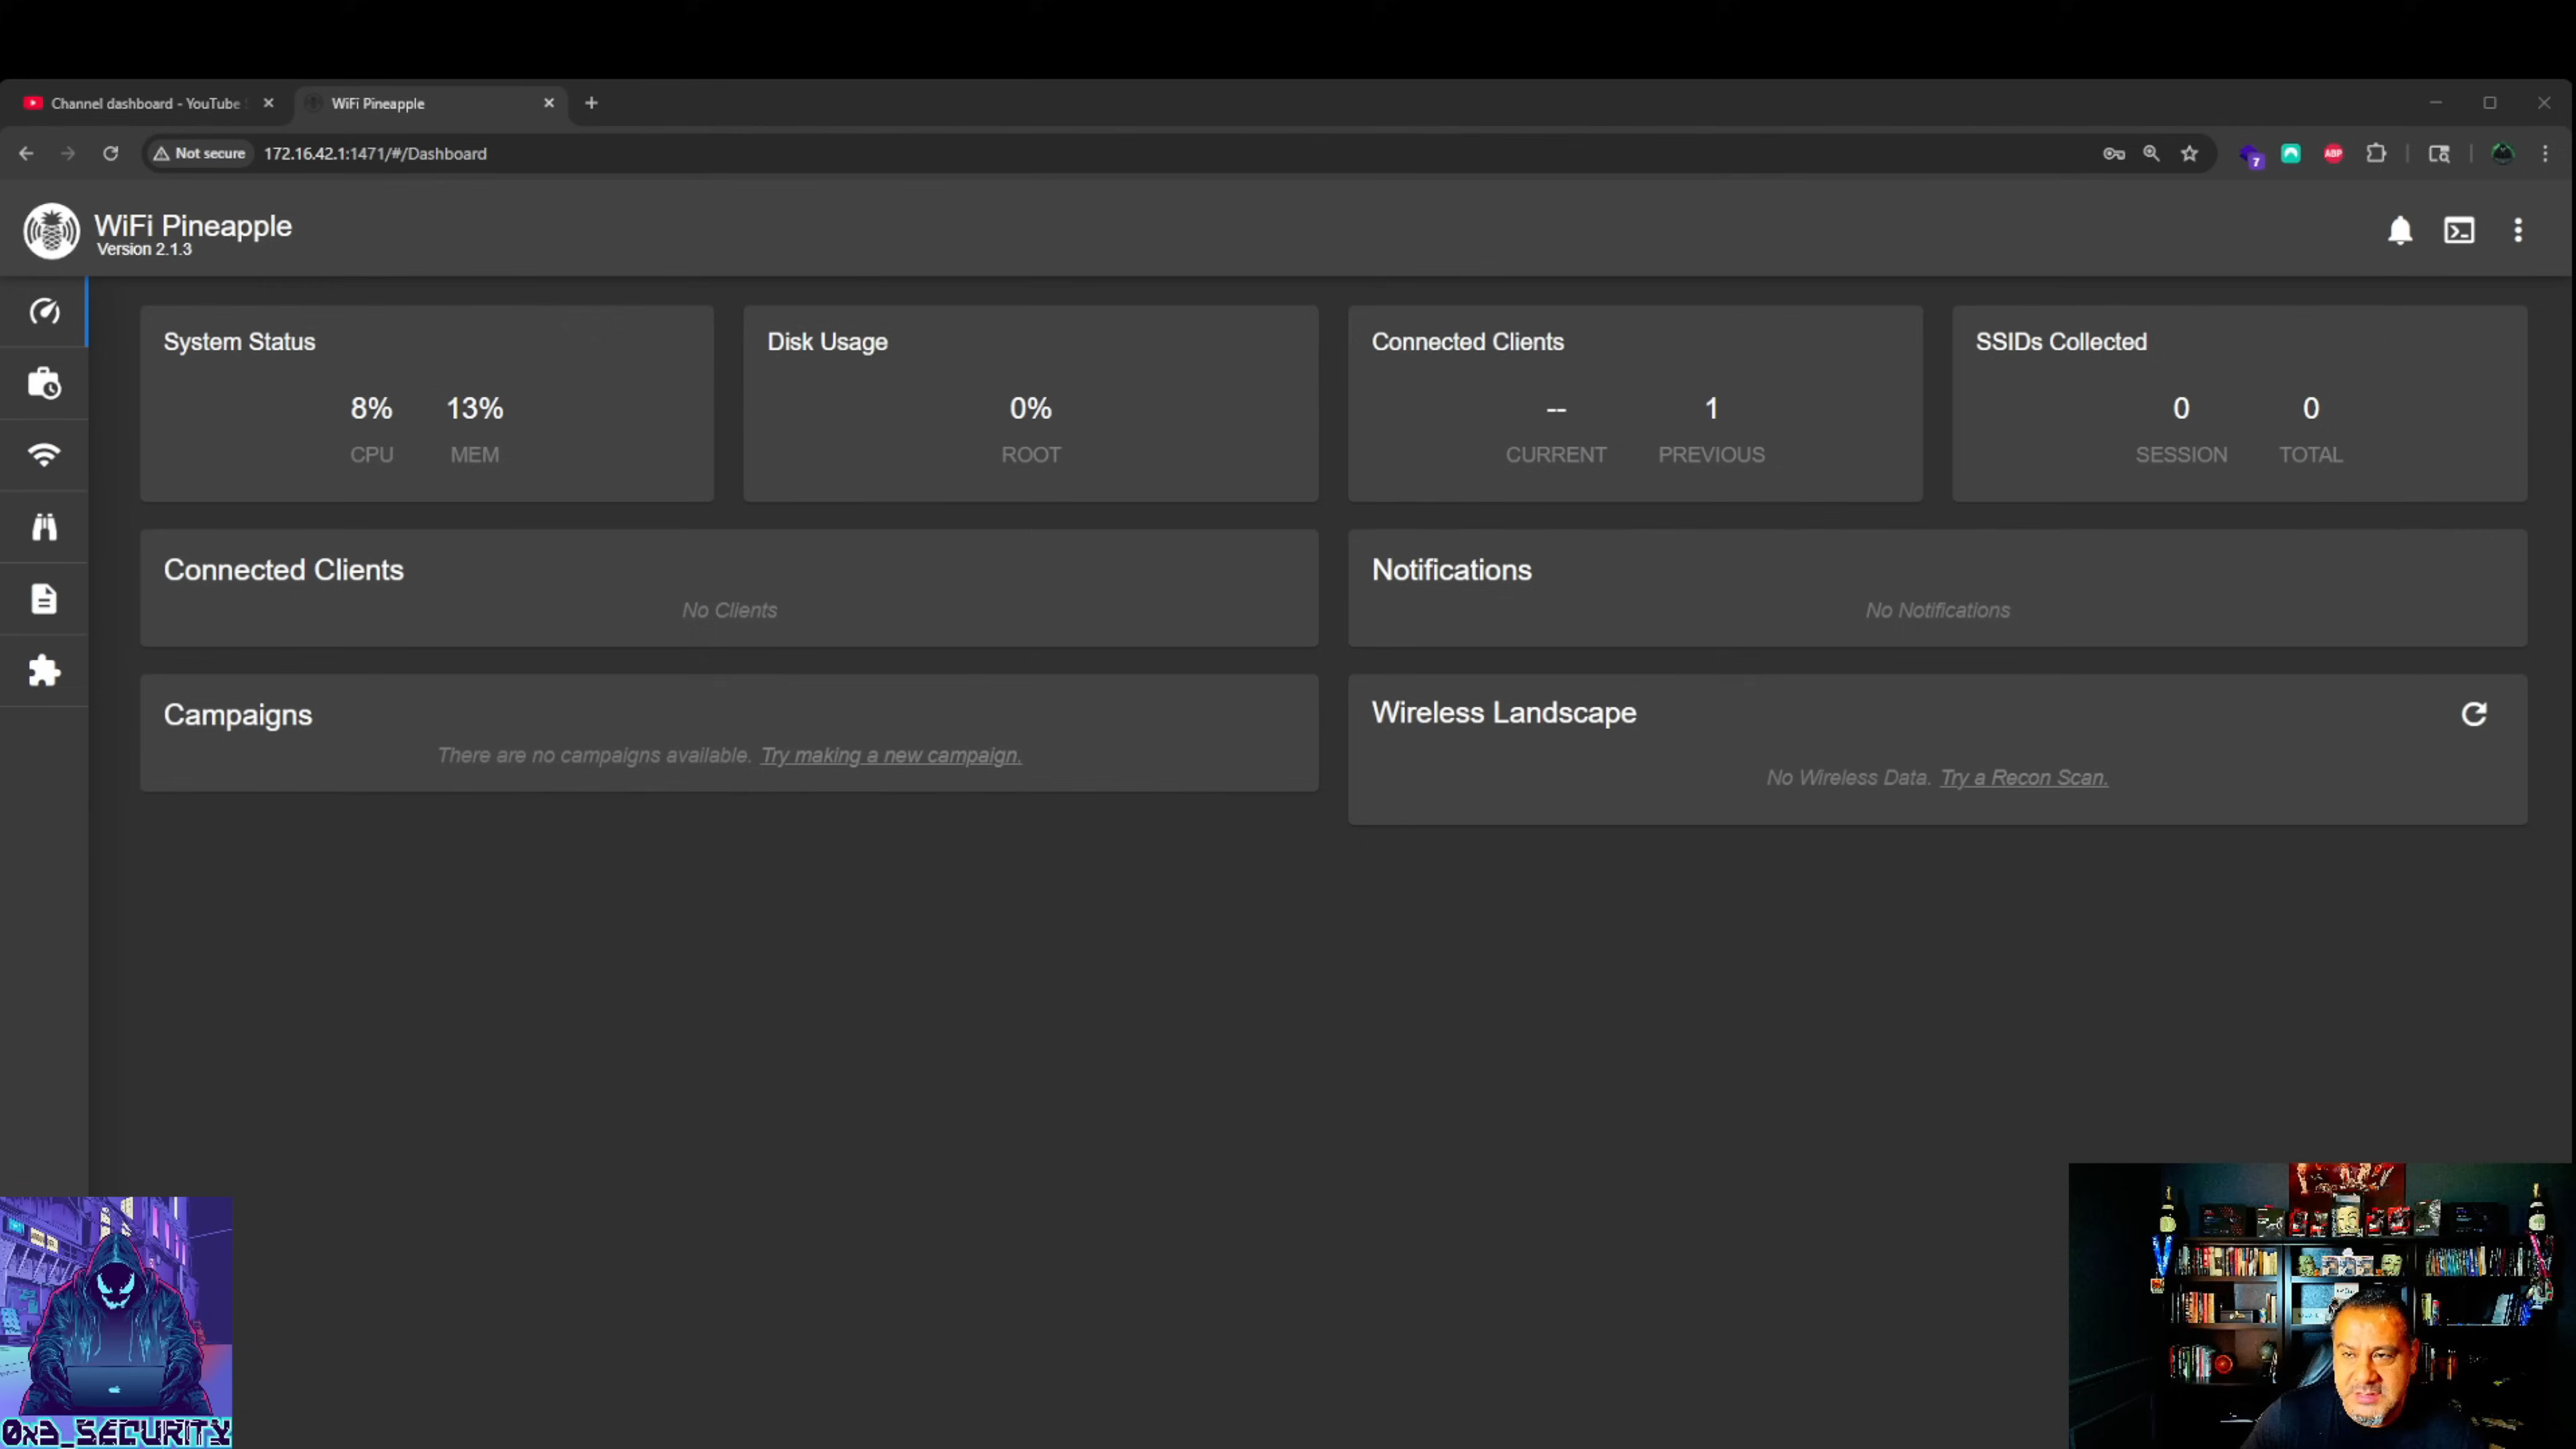 Channel dashboard - YouTube S
WiFi Pineapple
Not secure
172.16.42.1:1471/#/Dashboard
7
ABP
WiFi Pineapple
Version 2.1.3
System Status
8%
13%
CPU
MEM
Disk Usage
0%
ROOT
Connected Clients
--
1
CURRENT
PREVIOUS
SSIDs Collected
0
0
SESSION
TOTAL
Connected Clients
No Clients
Notifications
No Notifications
Campaigns
There are no campaigns available. Try making a new campaign.
Wireless Landscape
No Wireless Data. Try a Recon Scan.
0x3_SECURITY